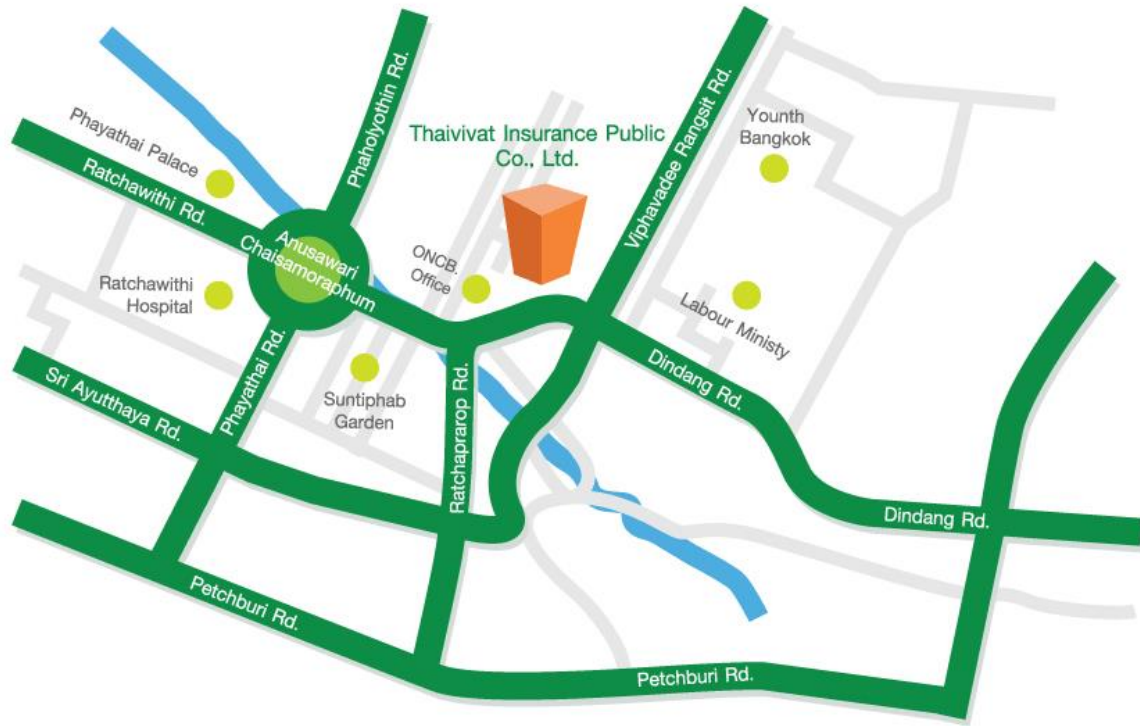 Phaholyothin Rd.
Viphavadee Rangsit Rd.
Phayathai Palace
Thaivivat Insurance Public
Co., Ltd.
Younth
Bangkok
Ratchawithi Rd.
Anusawari
Chaisamoraphum
ONCB.
Office
Ratchawithi
Hospital
Labour Ministy
Phayathai Rd.
Suntiphab
Garden
Dindang Rd.
Sri Ayutthaya Rd.
Ratchaprarop Rd.
Dindang Rd.
Petchburi Rd.
Petchburi Rd.